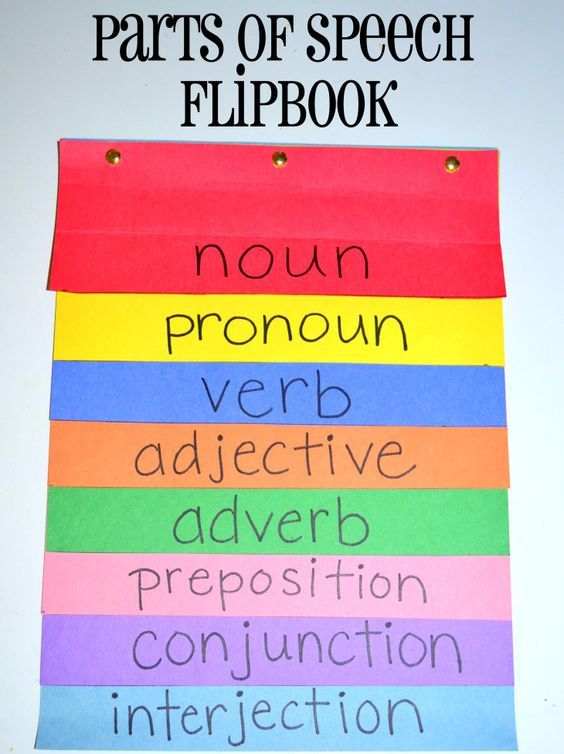 Parts of Speech
Flipbook
noun
pronoun
verb
adjective
adverb
preposition
conjunction
interjection